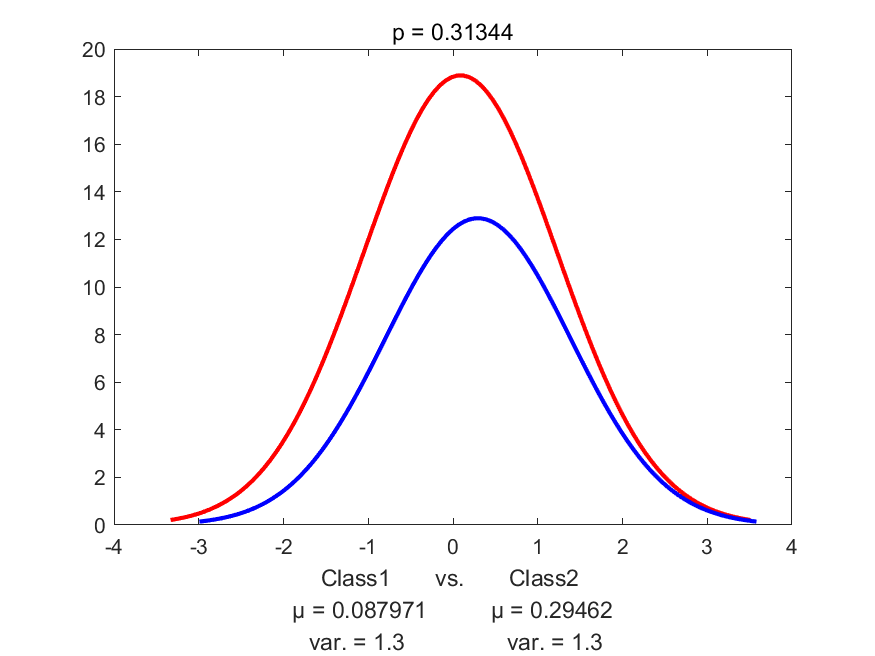 p = 0.31344
20
18
16
14
12
10
8
6
4
2
0
-4 -3 -2 -1 0 1 2 3 4
Class1 vs. Class2
μ = 0.087971 μ = 0.29462
var. = 1.3 var. = 1.3